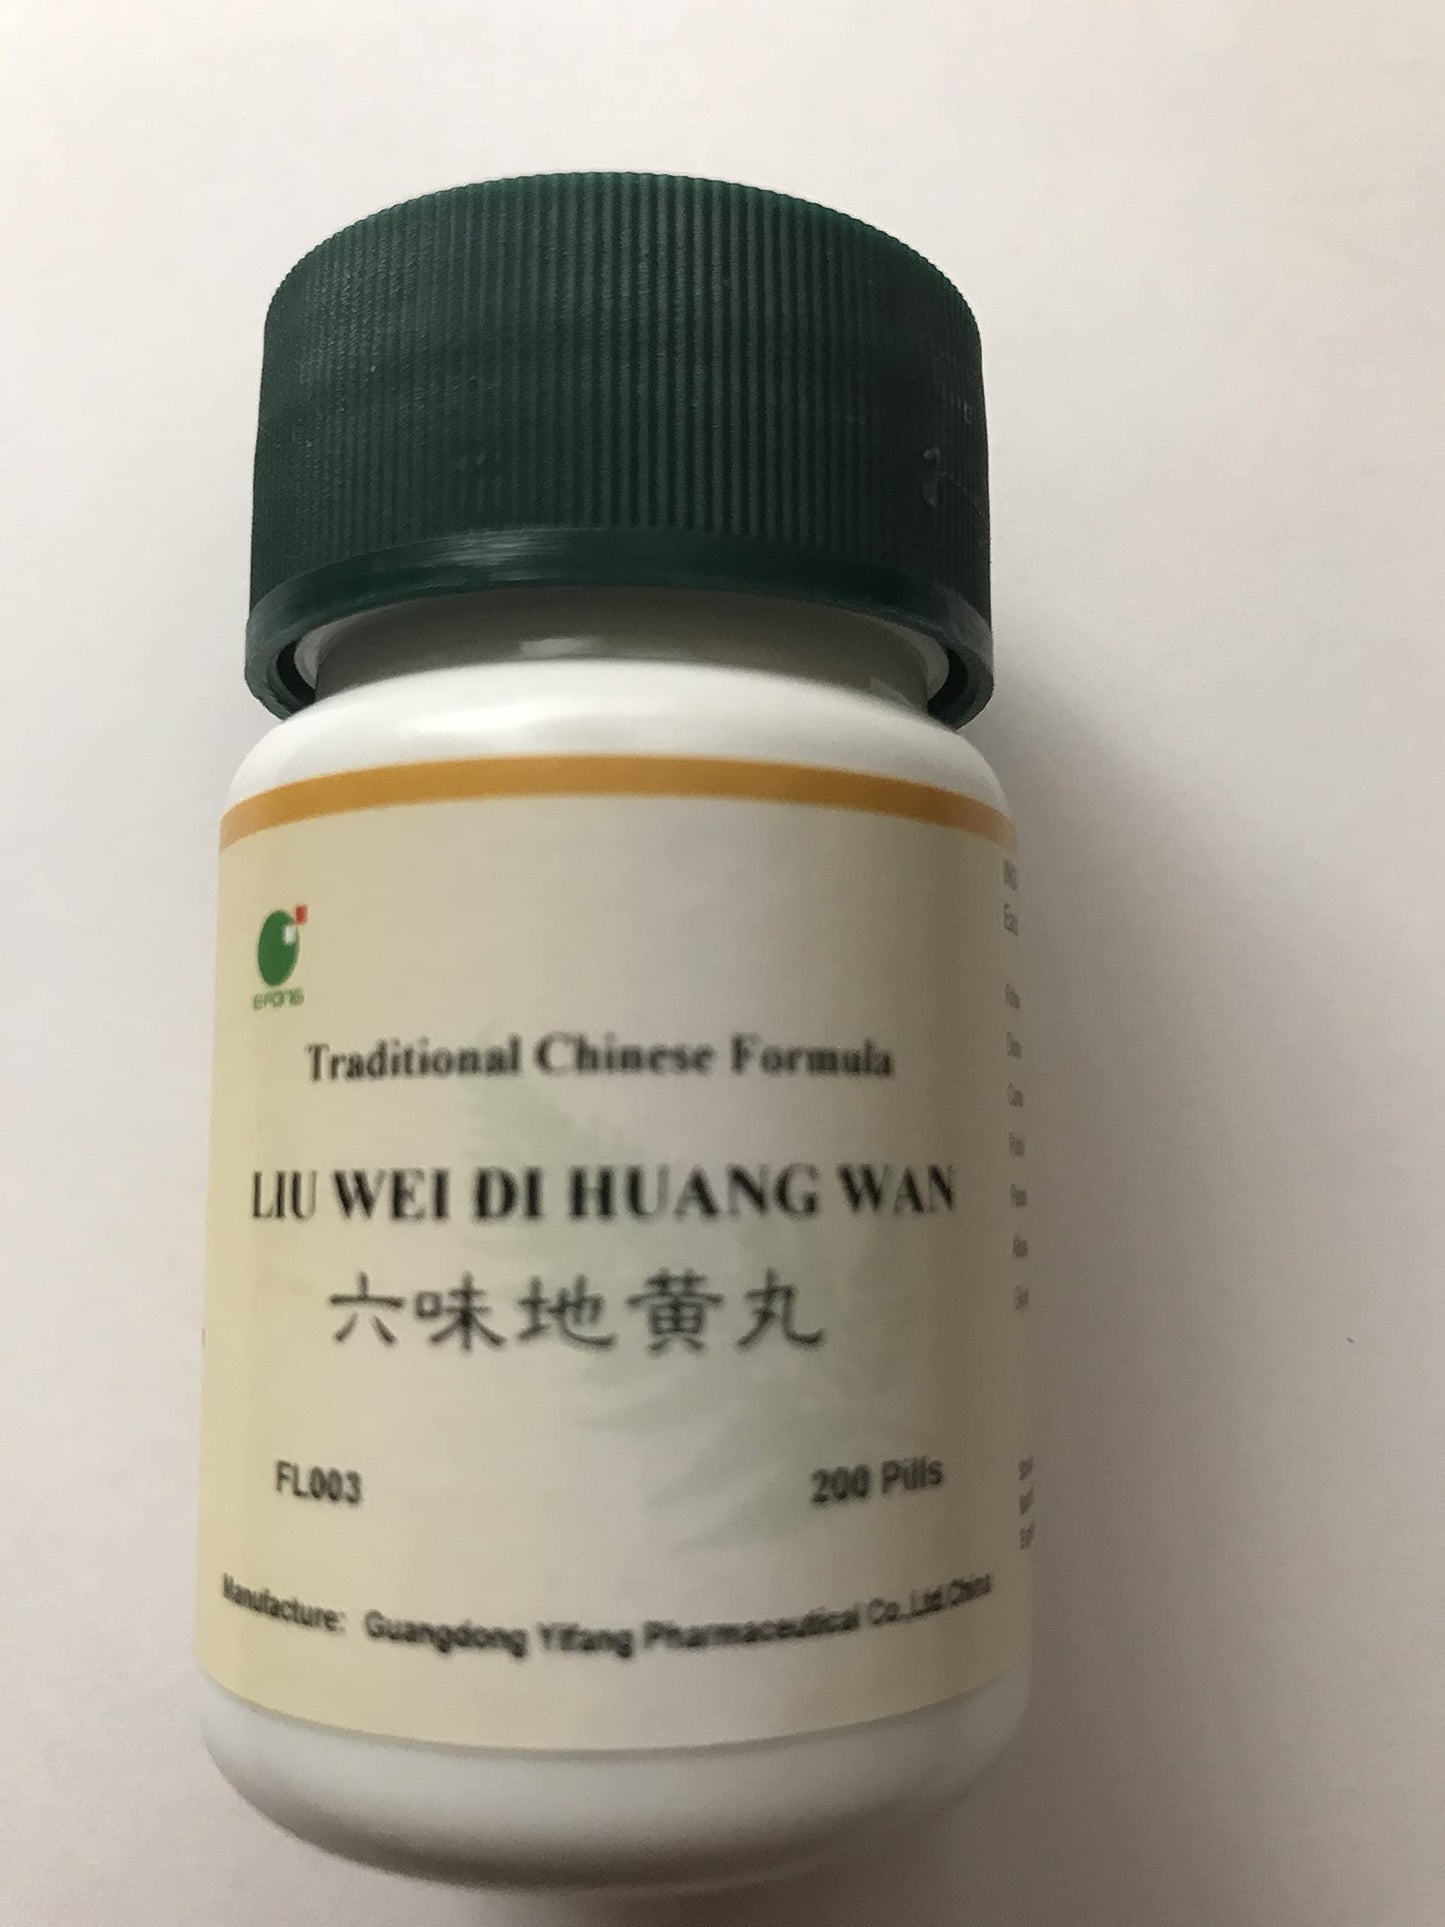 EFONG
Traditional Chinese Formula
LIU WEI DI HUANG WAN
六味地黄丸
FL003
200 Pills
Manufacture: Guangdong Yifang Pharmaceutical Co.,Ltd.China